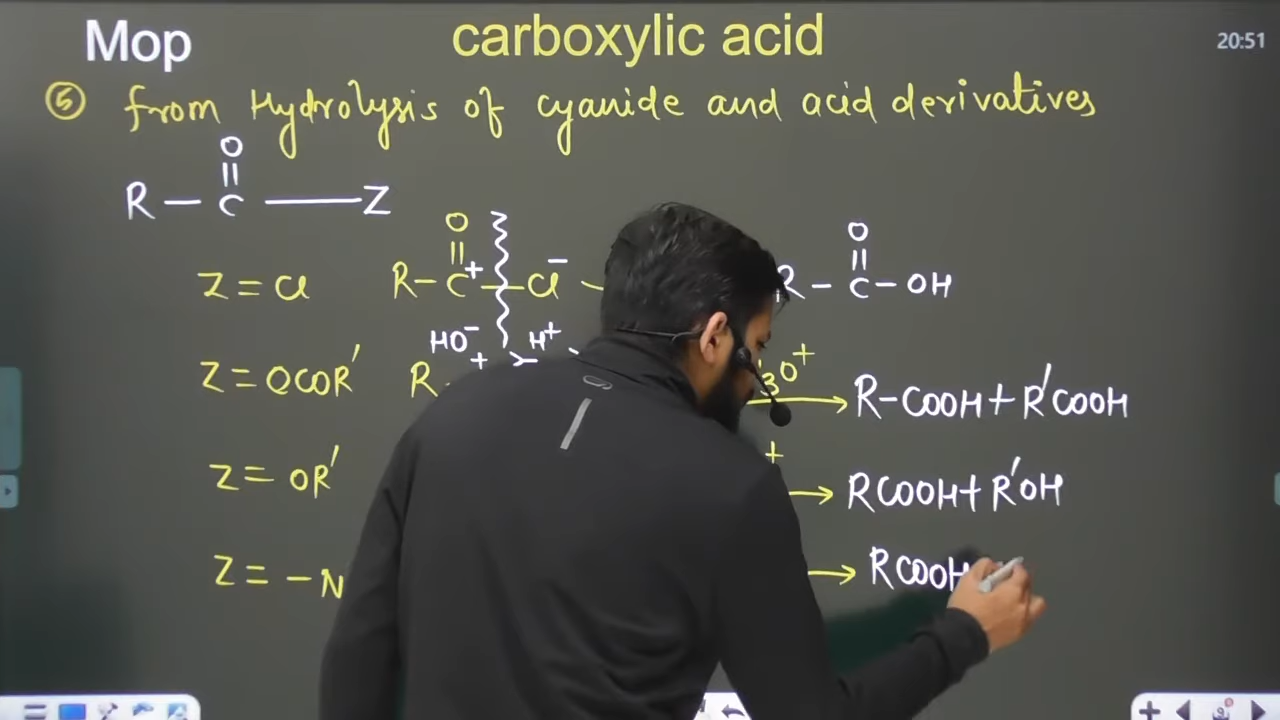 Mop carboxylic acid 20:51
⑤ from Hydrolysis of cyanide and acid derivatives
O
||
R — C — Z
O O
|| ||
Z = Cl R – C⁺ – Cl⁻ R – C – OH
HO⁻ H⁺
Z = OCOR′ R O⁺ → R–COOH + R′COOH
Z = OR′ + → RCOOH + R′OH
Z = –N → RCOOH